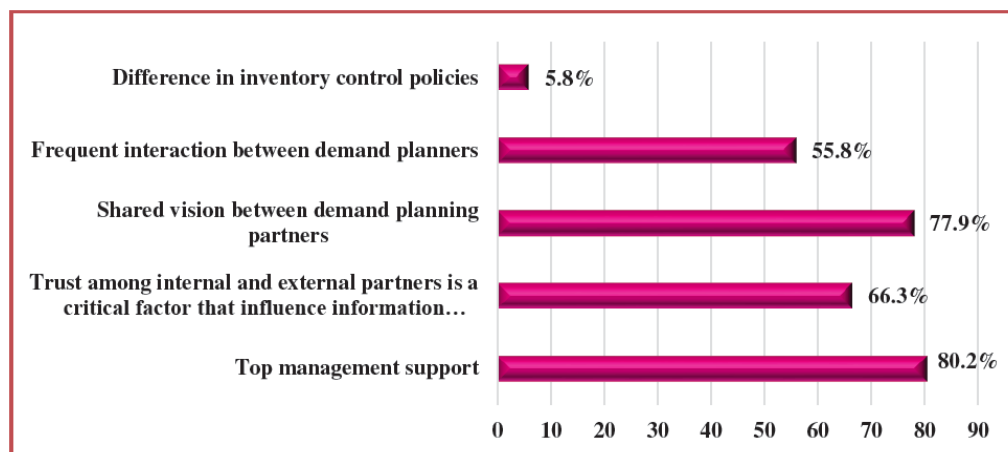 Difference in inventory control policies
5.8%
Frequent interaction between demand planners
55.8%
Shared vision between demand planning
partners
77.9%
Trust among internal and external partners is a
critical factor that influence information…
66.3%
Top management support
80.2%
0 10 20 30 40 50 60 70 80 90